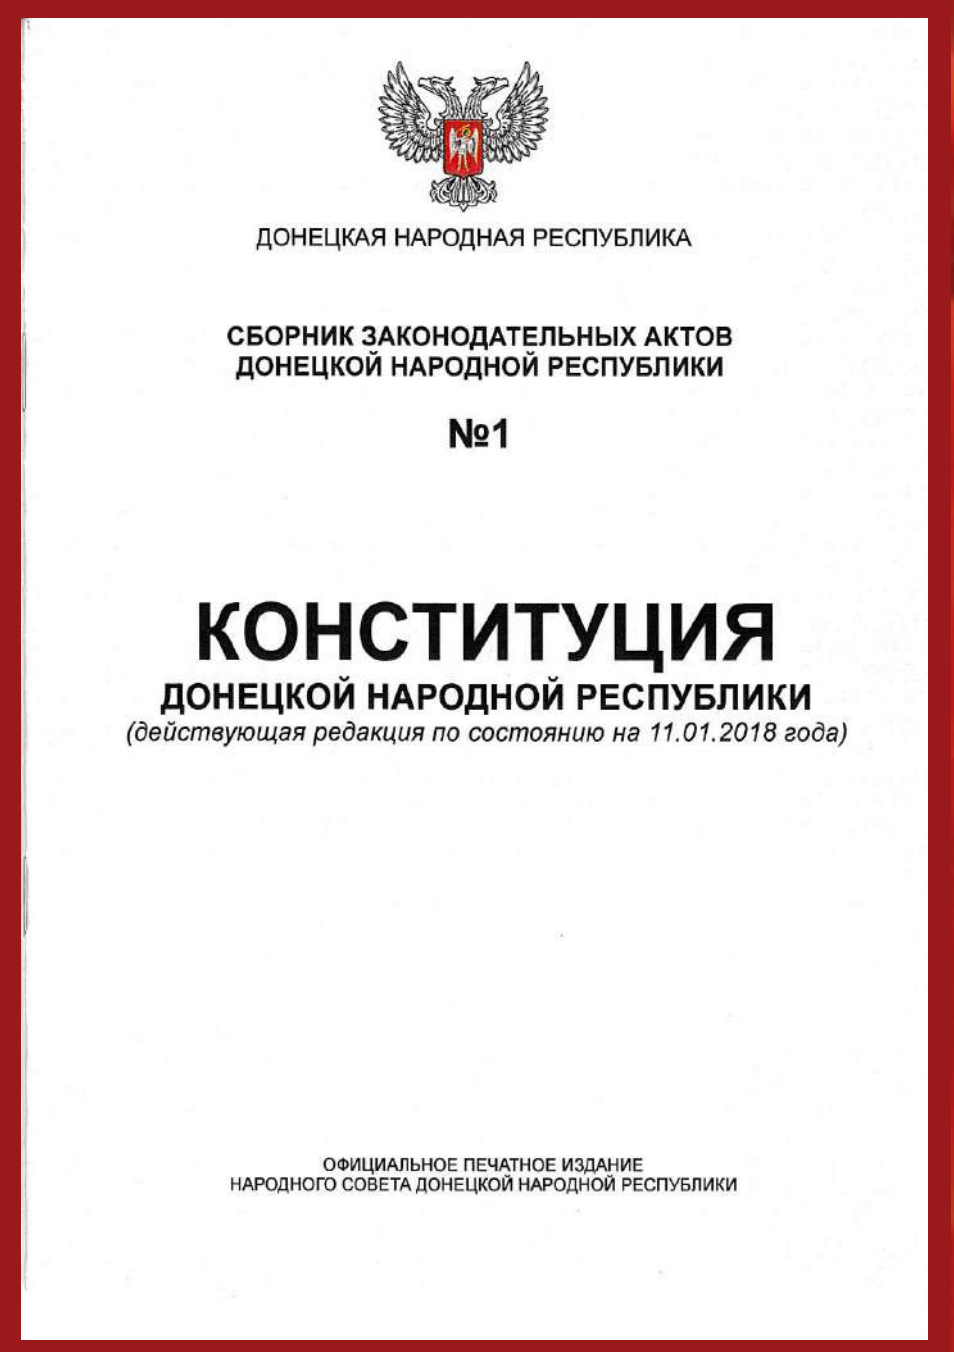 ДОНЕЦКАЯ НАРОДНАЯ РЕСПУБЛИКА
СБОРНИК ЗАКОНОДАТЕЛЬНЫХ АКТОВ
ДОНЕЦКОЙ НАРОДНОЙ РЕСПУБЛИКИ
№1
КОНСТИТУЦИЯ
ДОНЕЦКОЙ НАРОДНОЙ РЕСПУБЛИКИ
(действующая редакция по состоянию на 11.01.2018 года)
ОФИЦИАЛЬНОЕ ПЕЧАТНОЕ ИЗДАНИЕ
НАРОДНОГО СОВЕТА ДОНЕЦКОЙ НАРОДНОЙ РЕСПУБЛИКИ